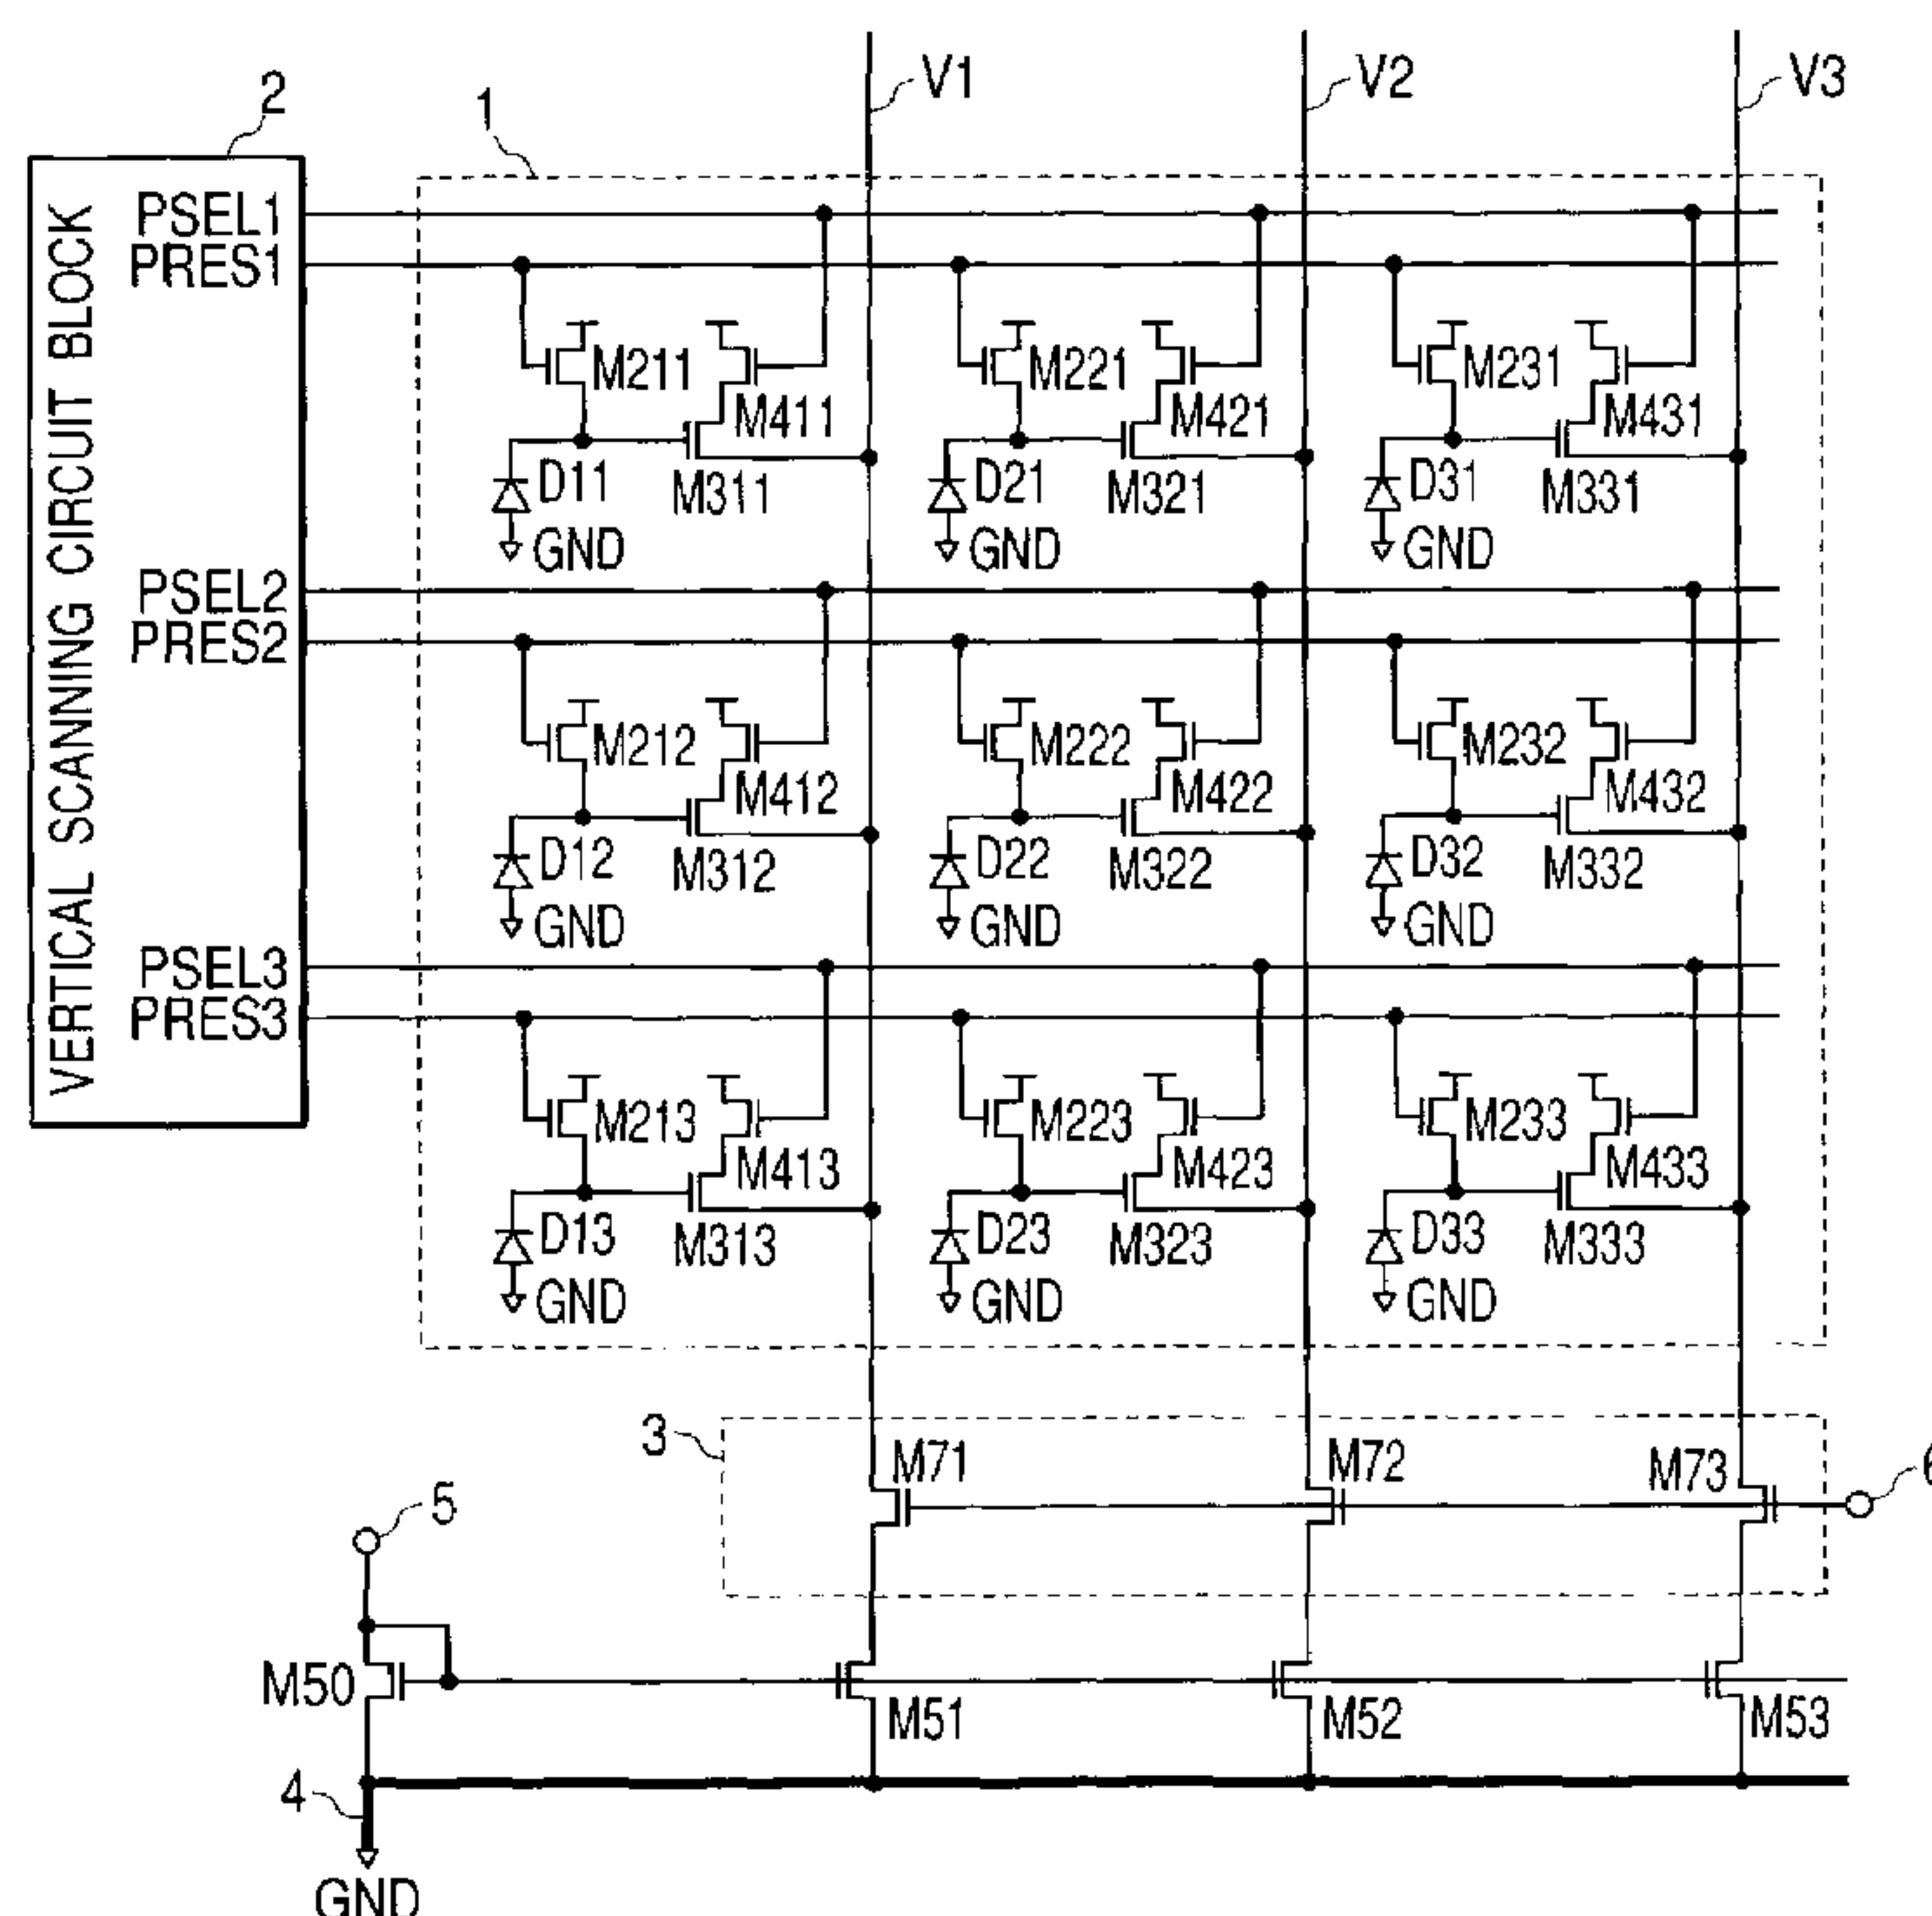 V1 V2 V3
2 1
VERTICAL SCANNING CIRCUIT BLOCK
PSEL1
PRES1
M211 M221 M231
M411 M421 M431
D11 M311 D21 M321 D31 M331
GND GND GND
PSEL2
PRES2
M212 M222 M232
M412 M422 M432
D12 M312 D22 M322 D32 M332
GND GND GND
PSEL3
PRES3
M213 M223 M233
M413 M423 M433
D13 M313 D23 M323 D33 M333
GND GND GND
3 M71 M72 M73 6
5
M50 M51 M52 M53
4
GND